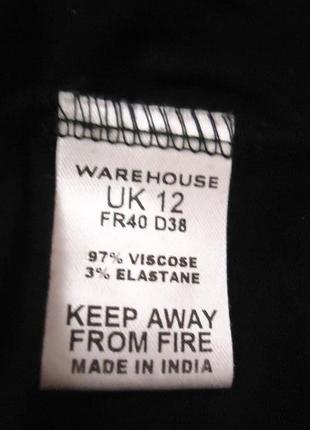 WAREHOUSE
UK 12
FR40 D38
97% VISCOSE
3% ELASTANE
KEEP AWAY
FROM FIRE
MADE IN INDIA